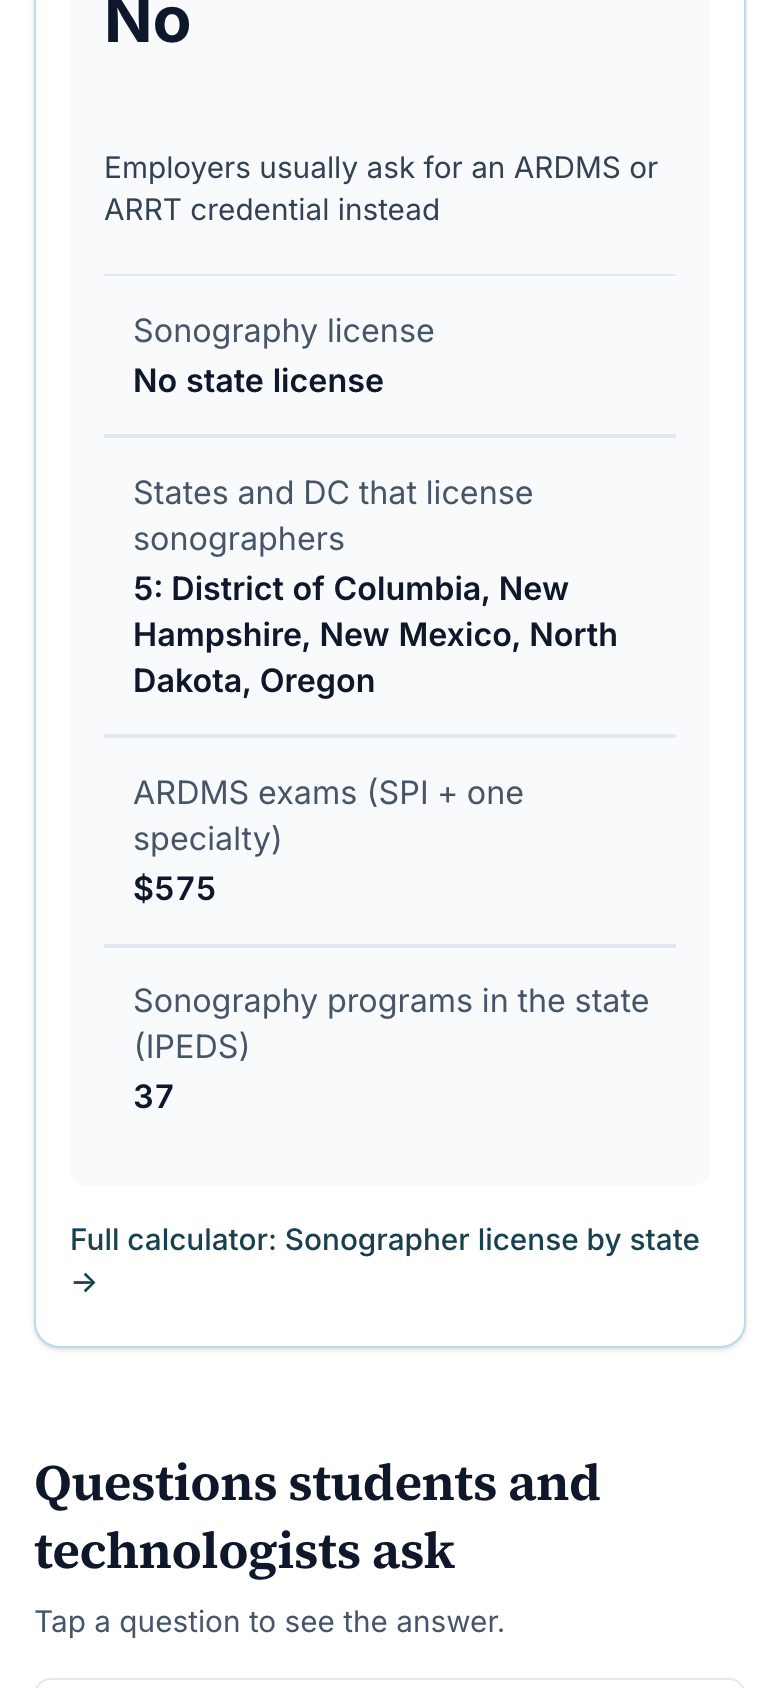 No
Employers usually ask for an ARDMS or
ARRT credential instead
Sonography license
No state license
States and DC that license
sonographers
5: District of Columbia, New
Hampshire, New Mexico, North
Dakota, Oregon
ARDMS exams (SPI + one
specialty)
$575
Sonography programs in the state
(IPEDS)
37
Full calculator: Sonographer license by state
→
Questions students and
technologists ask
Tap a question to see the answer.